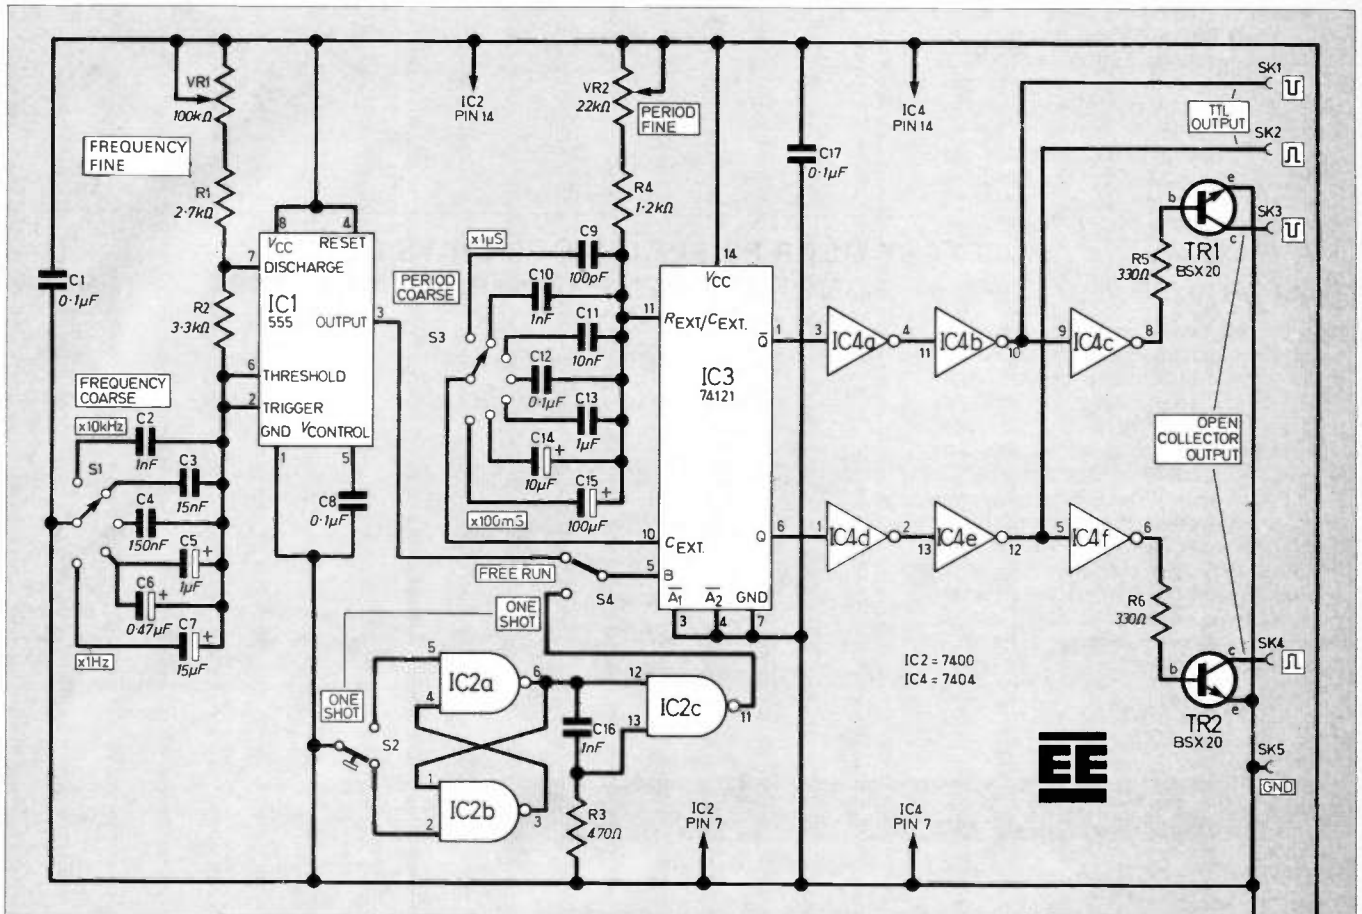 VR1
100kΩ
FREQUENCY
FINE
R1
2·7kΩ
C1
0·1µF
R2
3·3kΩ
FREQUENCY
COARSE
x10kHz
S1
C2
1nF
C3
15nF
C4
150nF
C5
+
1µF
C6
+
0·47µF
C7
+
15µF
x1Hz
8
4
VCC
RESET
7
DISCHARGE
IC1
555
OUTPUT
3
6
THRESHOLD
2
TRIGGER
GND
VCONTROL
1
5
C8
0·1µF
IC2
PIN 14
VR2
22kΩ
PERIOD
FINE
R4
1·2kΩ
x1µS
PERIOD
COARSE
S3
C9
100pF
C10
1nF
C11
10nF
C12
0·1µF
C13
1µF
C14
+
10µF
C15
+
100µF
x100mS
C17
0·1µF
14
VCC
11
REXT/CEXT.
Q̅
1
IC3
74121
Q
6
10
CEXT.
5
B
A̅1
A̅2
GND
3
4
7
FREE RUN
S4
ONE
SHOT
ONE
SHOT
S2
5
4
IC2a
6
1
2
IC2b
3
C16
1nF
R3
470Ω
12
13
IC2c
11
IC2
PIN 7
IC4
PIN 7
IC4
PIN 14
3
IC4a
4
11
IC4b
10
9
IC4c
8
1
IC4d
2
13
IC4e
12
5
IC4f
6
IC2 = 7400
IC4 = 7404
SK1
TTL
OUTPUT
SK2
e
b
c
TR1
BSX20
SK3
R5
330Ω
OPEN
COLLECTOR
OUTPUT
R6
330Ω
b
c
e
TR2
BSX20
SK4
SK5
GND
EE